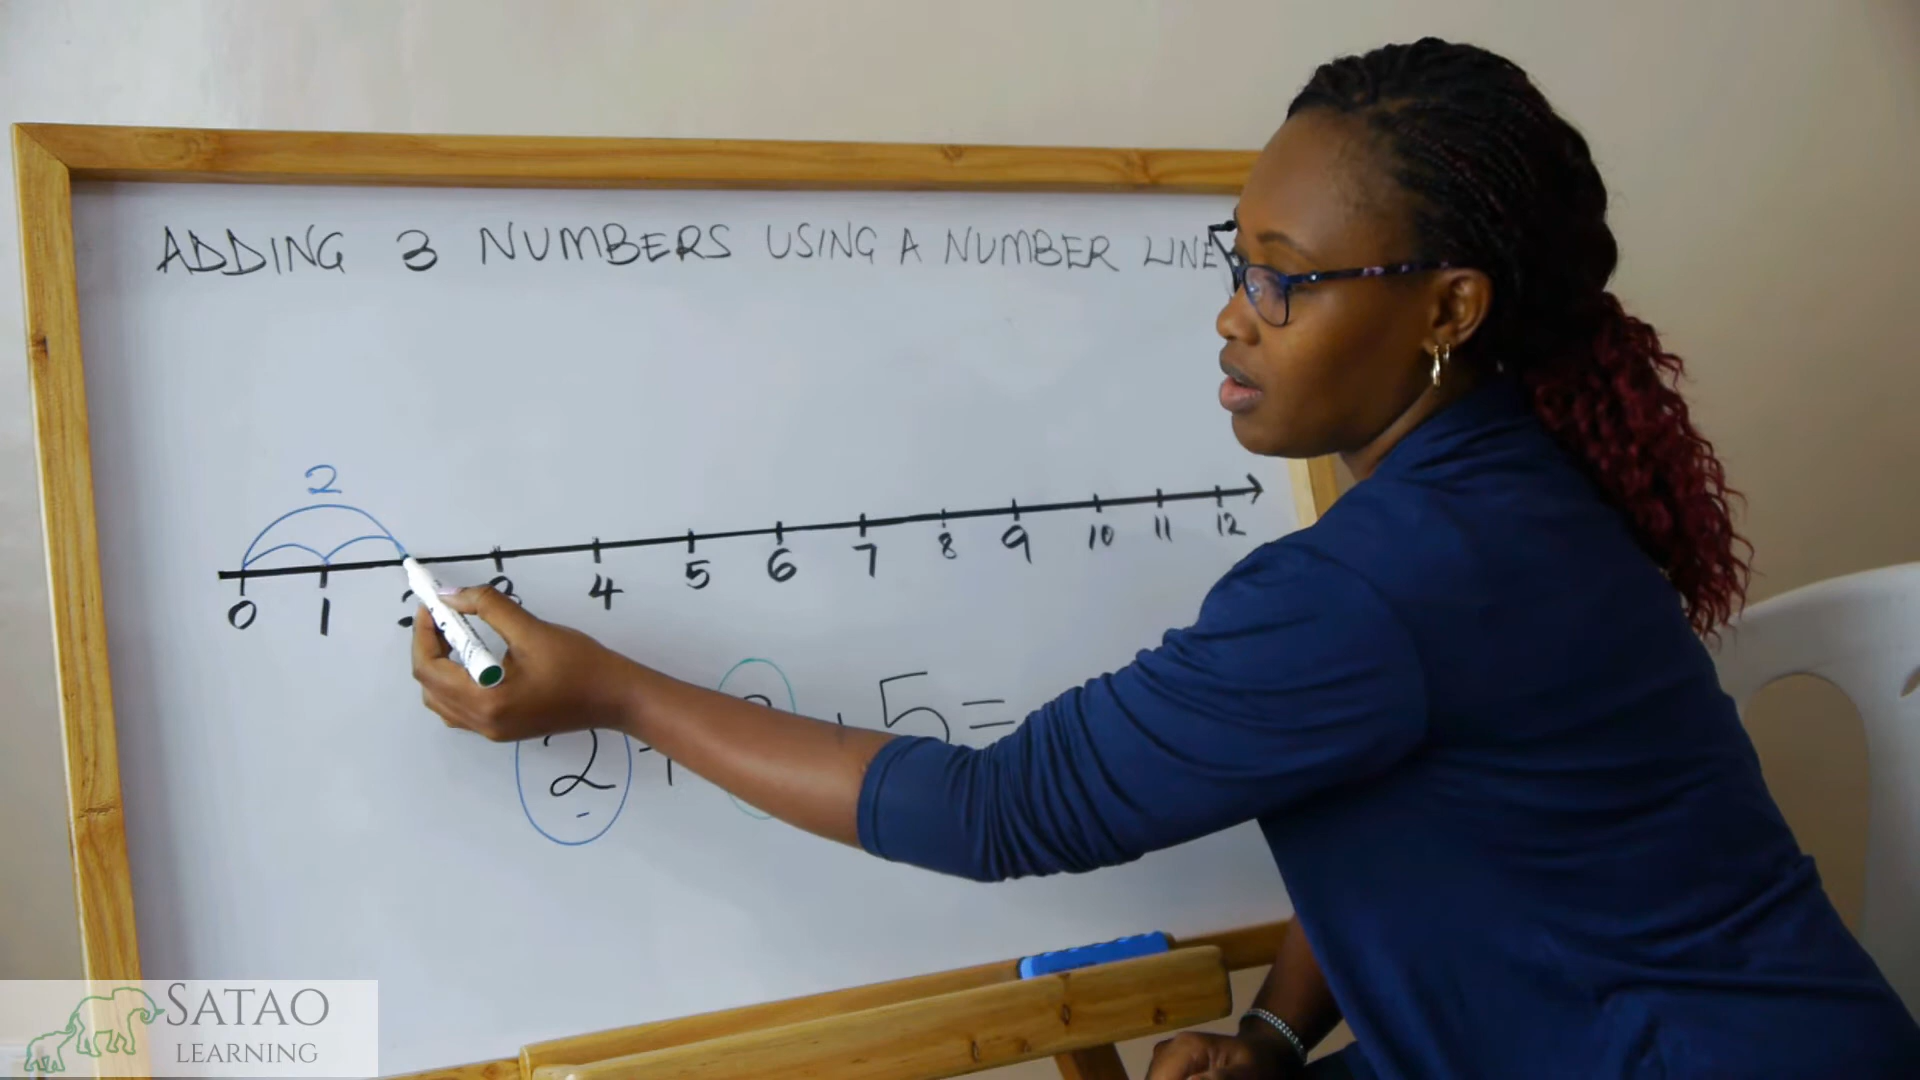 ADDING 3 NUMBERS USING A NUMBER LINE
2
0 1 3 4 5 6 7 8 9 10 11 12
2 + + 5 =
SATAO
LEARNING